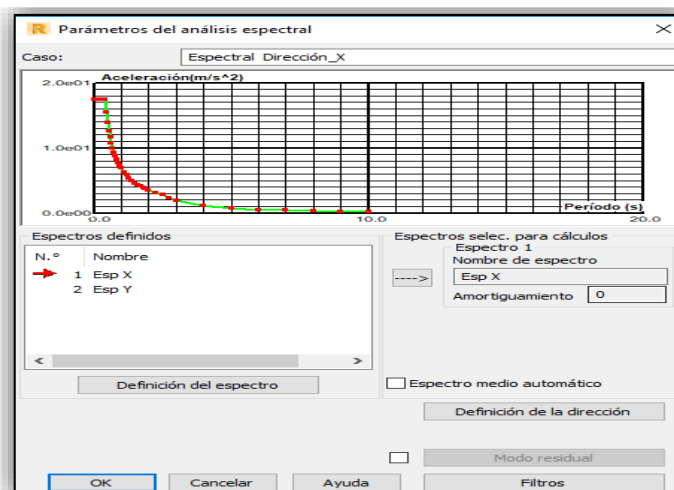 R Parámetros del análisis espectral
Caso: Espectral Dirección_X
Aceleración(m/s^2)
2.0e01
1.0e01
Período (s)
0.0e00
0.0 10.0 20.0
Espectros definidos
N.º Nombre
1 Esp X
2 Esp Y
Definición del espectro
Espectros selec. para cálculos
Espectro 1
Nombre de espectro
----> Esp X
Amortiguamiento 0
Espectro medio automático
Definición de la dirección
Modo residual
OK Cancelar Ayuda Filtros